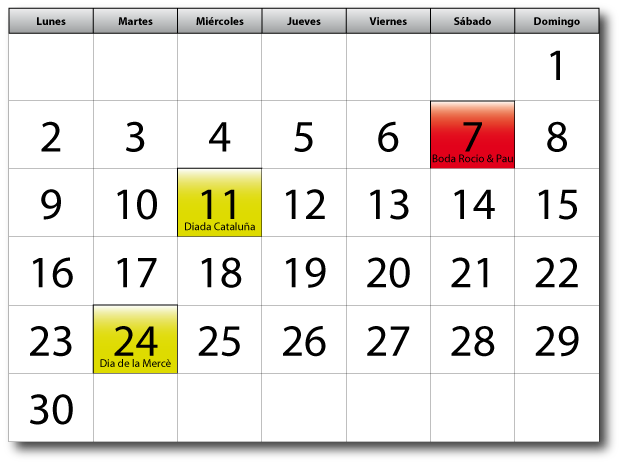 Lunes Martes Miércoles Jueves Viernes Sábado Domingo
1
2 3 4 5 6 7 8
Boda Rocio & Pau
9 10 11 12 13 14 15
Diada Cataluña
16 17 18 19 20 21 22
23 24 25 26 27 28 29
Dia de la Mercè
30